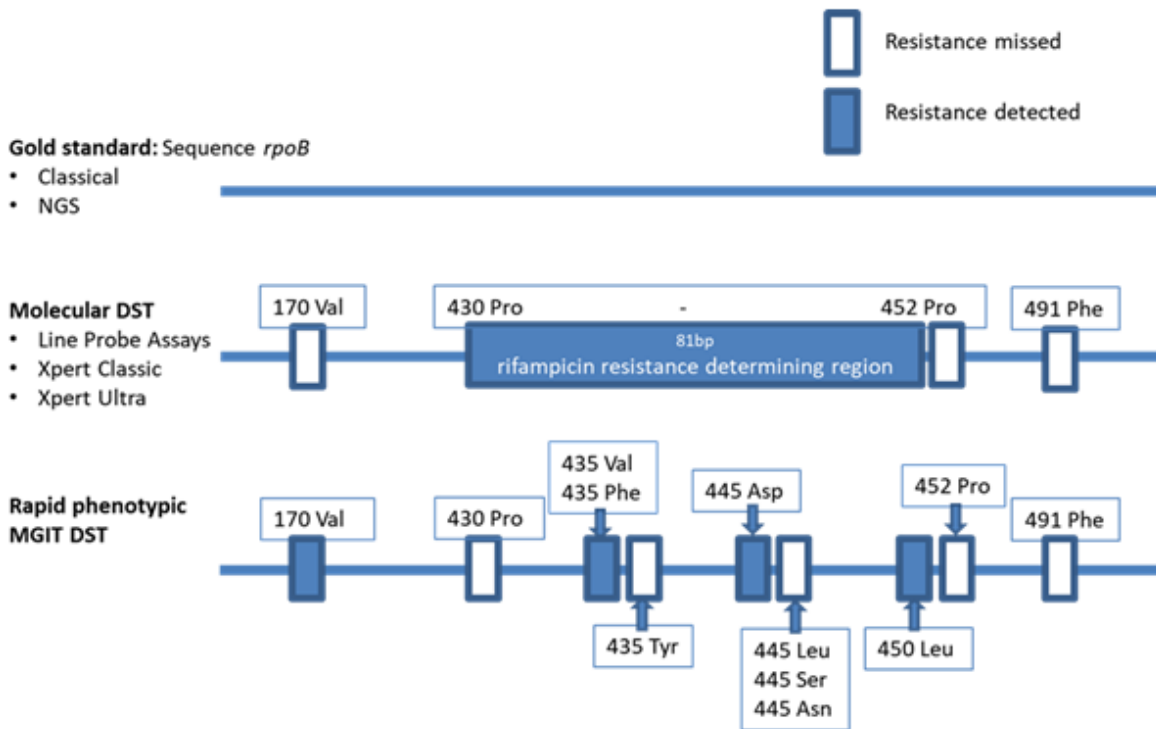 Resistance missed
Resistance detected
Gold standard: Sequence rpoB
• Classical
• NGS
Molecular DST
• Line Probe Assays
• Xpert Classic
• Xpert Ultra
170 Val
430 Pro - 452 Pro
491 Phe
81bp
rifampicin resistance determining region
Rapid phenotypic
MGIT DST
170 Val
430 Pro
435 Val
435 Phe
435 Tyr
445 Asp
445 Leu
445 Ser
445 Asn
450 Leu
452 Pro
491 Phe